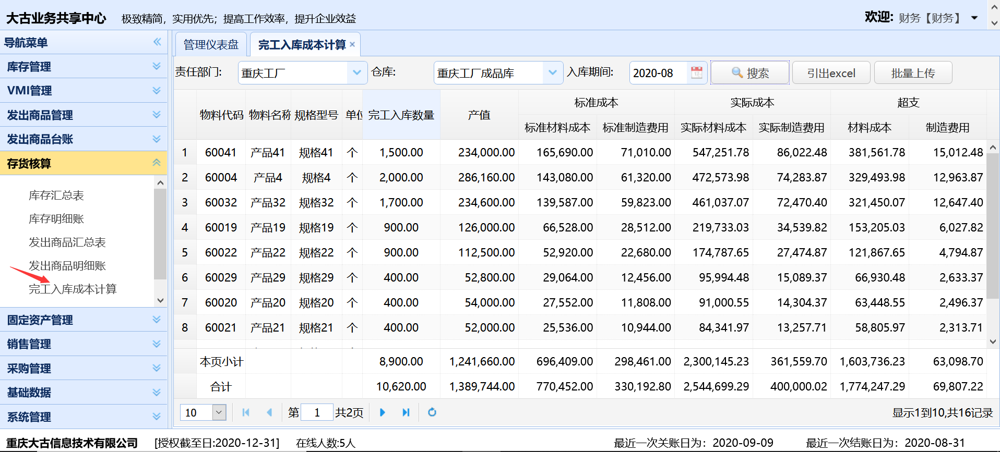 大古业务共享中心 极致精简，实用优先；提高工作效率，提升企业效益 欢迎: 财务【财务】
导航菜单
库存管理
VMI管理
发出商品管理
发出商品台账
存货核算
库存汇总表
库存明细账
发出商品汇总表
发出商品明细账
完工入库成本计算
固定资产管理
销售管理
采购管理
基础数据
系统管理
管理仪表盘 完工入库成本计算 ×
责任部门: 重庆工厂 仓库: 重庆工厂成品库 入库期间: 2020-08 搜索 引出excel 批量上传
物料代码 物料名称 规格型号 单位 完工入库数量 产值 标准成本 实际成本 超支
标准材料成本 标准制造费用 实际材料成本 实际制造费用 材料成本 制造费用
1 60041 产品41 规格41 个 1,500.00 234,000.00 165,690.00 71,010.00 547,251.78 86,022.48 381,561.78 15,012.48
2 60004 产品4 规格4 个 2,000.00 286,160.00 143,080.00 61,320.00 472,573.98 74,283.87 329,493.98 12,963.87
3 60032 产品32 规格32 个 1,700.00 234,600.00 139,587.00 59,823.00 461,037.07 72,470.40 321,450.07 12,647.40
4 60019 产品19 规格19 个 900.00 126,000.00 66,528.00 28,512.00 219,733.03 34,539.82 153,205.03 6,027.82
5 60022 产品22 规格22 个 900.00 112,500.00 52,920.00 22,680.00 174,787.65 27,474.87 121,867.65 4,794.87
6 60029 产品29 规格29 个 400.00 52,800.00 29,064.00 12,456.00 95,994.48 15,089.37 66,930.48 2,633.37
7 60020 产品20 规格20 个 400.00 54,000.00 27,552.00 11,808.00 91,000.55 14,304.37 63,448.55 2,496.37
8 60021 产品21 规格21 个 400.00 52,000.00 25,536.00 10,944.00 84,341.97 13,257.71 58,805.97 2,313.71
本页小计 8,900.00 1,241,660.00 696,409.00 298,461.00 2,300,145.23 361,559.70 1,603,736.23 63,098.70
合计 10,620.00 1,389,744.00 770,452.00 330,192.80 2,544,699.29 400,000.02 1,774,247.29 69,807.22
10 第 1 共2页 显示1到10,共16记录
重庆大古信息技术有限公司 [授权截至日:2020-12-31] 在线人数:5人 最近一次关账日为：2020-09-09 最近一次结账日为：2020-08-31